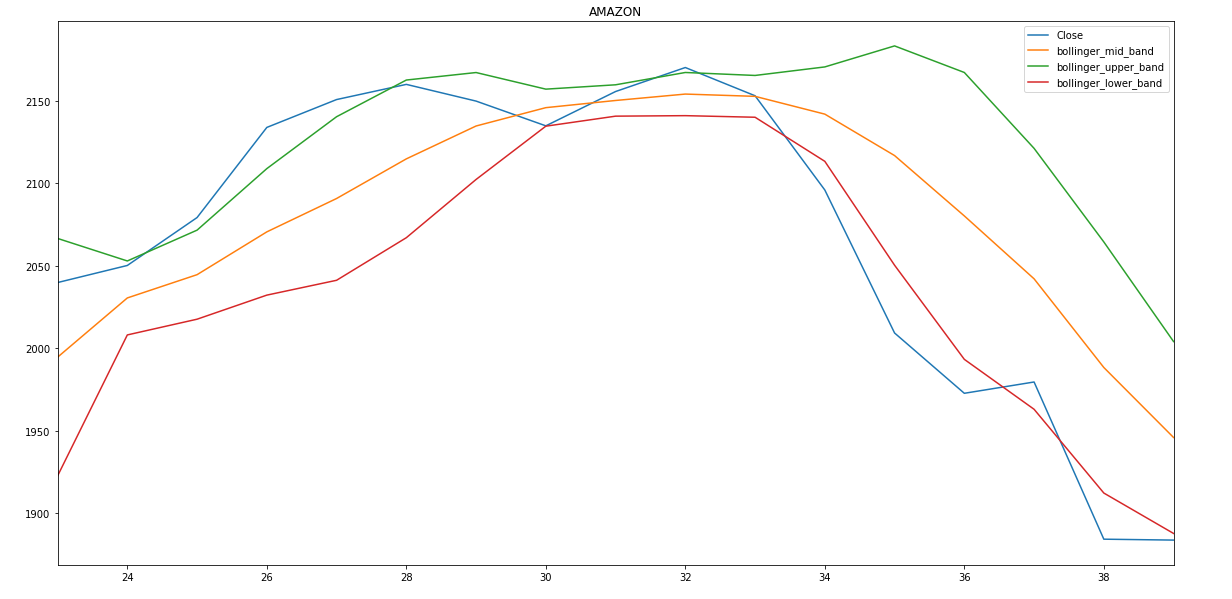 AMAZON
Close
bollinger_mid_band
bollinger_upper_band
bollinger_lower_band
2150
2100
2050
2000
1950
1900
24 26 28 30 32 34 36 38